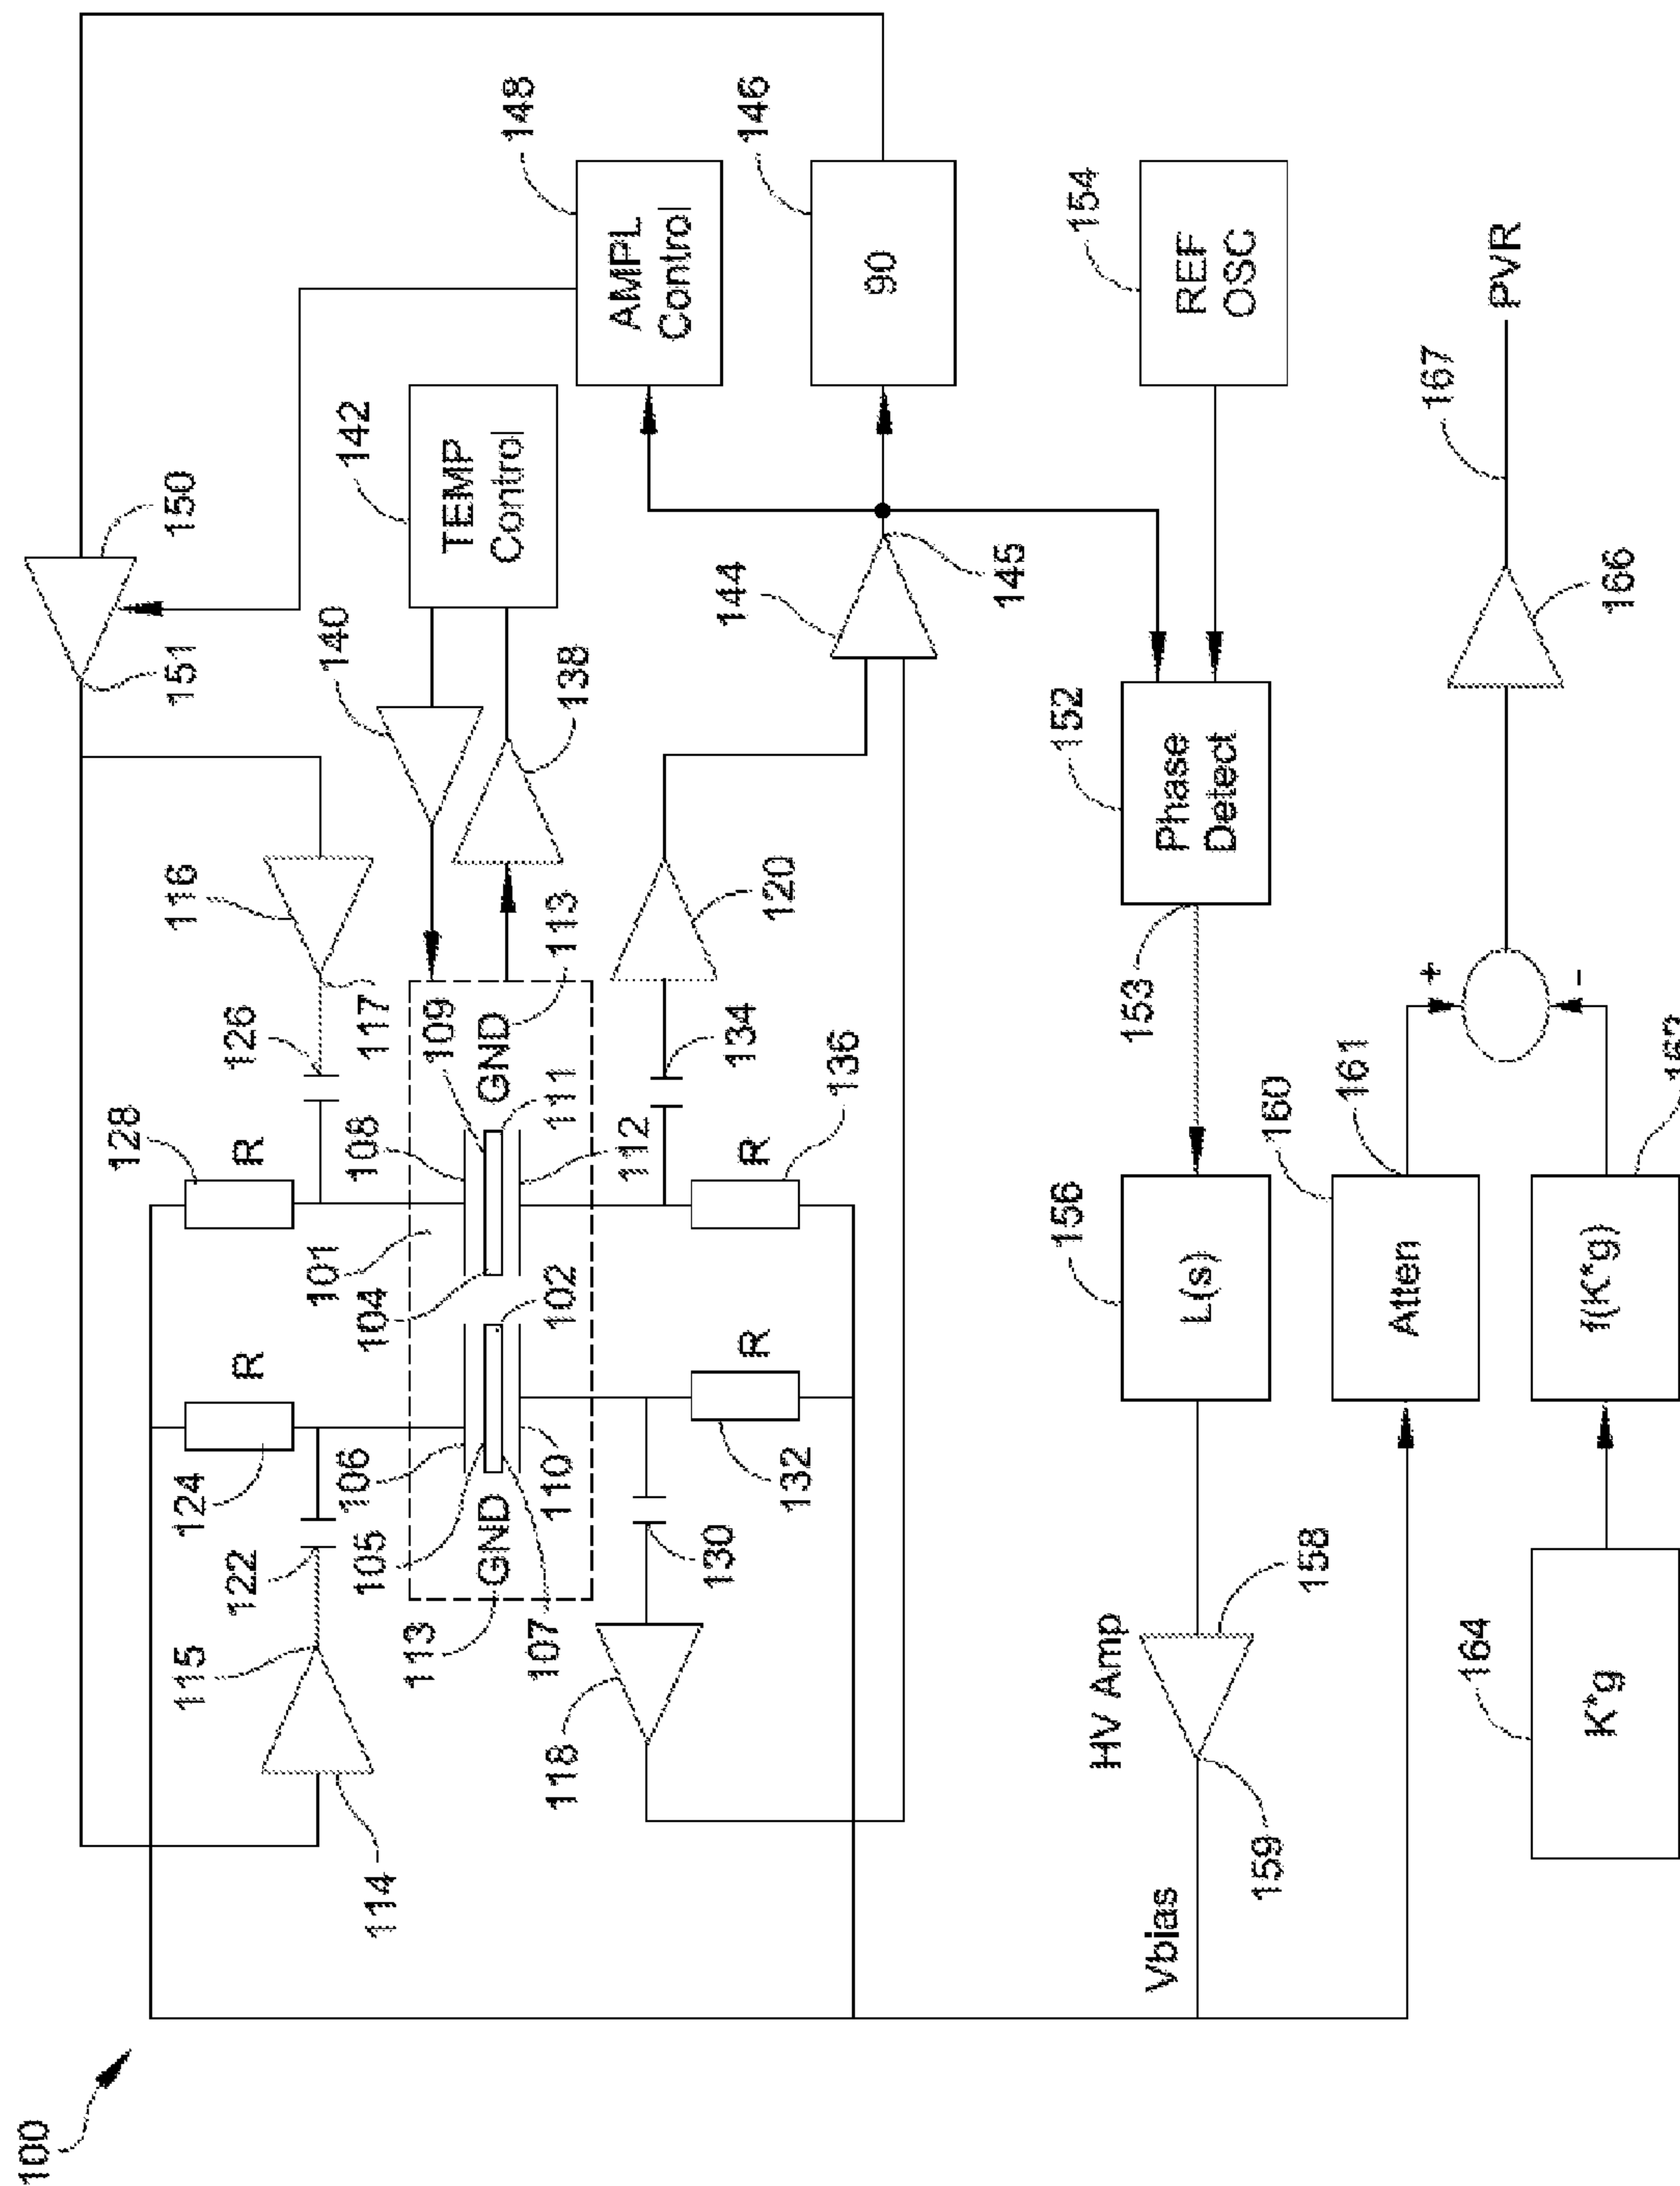 100
128
115
124
116
151
150
R
R
122
126
101
140
142
114
106
108
117
105
104
109
TEMP
Control
113
GND
GND
138
148
107
110
102
111
113
118
112
AMPL
Control
130
134
120
144
146
132
R
R
136
90
145
152
154
HV Amp
156
153
Vbias
L(s)
Phase
Detect
REF
OSC
159
158
160
161
Atten
+
167
164
PVR
-
K*g
f(K*g)
166